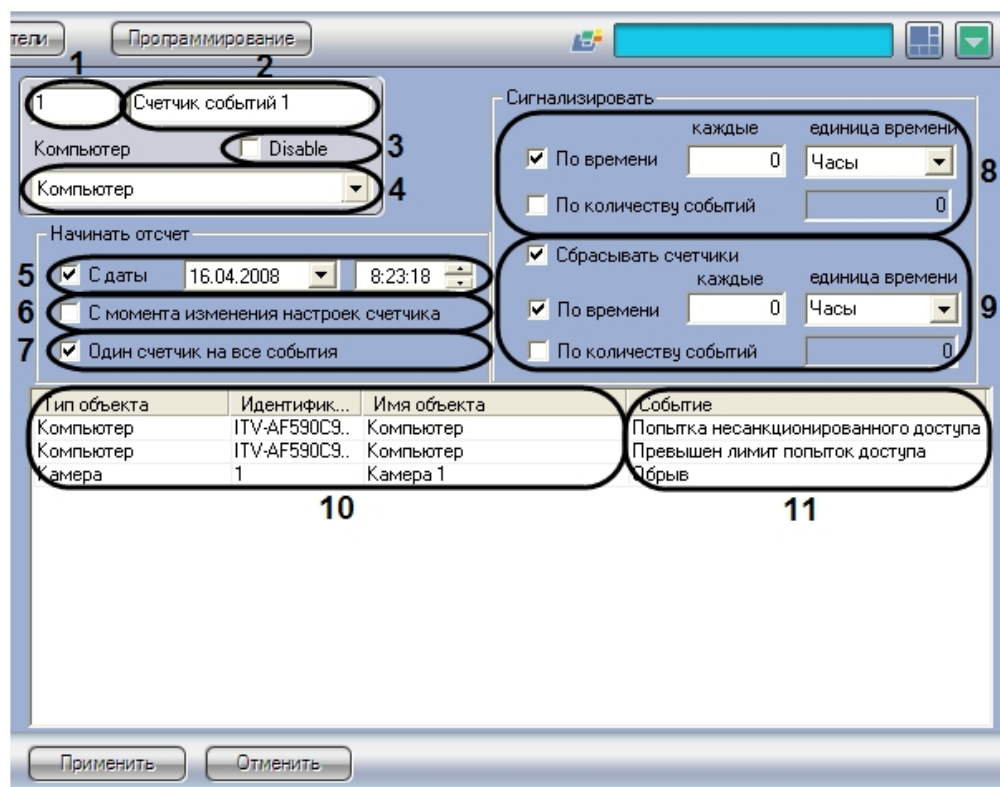 тели Программирование
1 2
1 Счетчик событий 1
Компьютер Disable 3
Компьютер 4
Начинать отсчет
5 С даты 16.04.2008 8:23:18
6 С момента изменения настроек счетчика
7 Один счетчик на все события
Сигнализировать
каждые единица времени
По времени 0 Часы 8
По количеству событий 0
Сбрасывать счетчики
каждые единица времени
По времени 0 Часы 9
По количеству событий 0
Тип объекта Идентифик... Имя объекта Событие
Компьютер ITV-AF590C9.. Компьютер Попытка несанкционированного доступа
Компьютер ITV-AF590C9.. Компьютер Превышен лимит попыток доступа
Камера 1 Камера 1 Обрыв
10 11
Применить Отменить